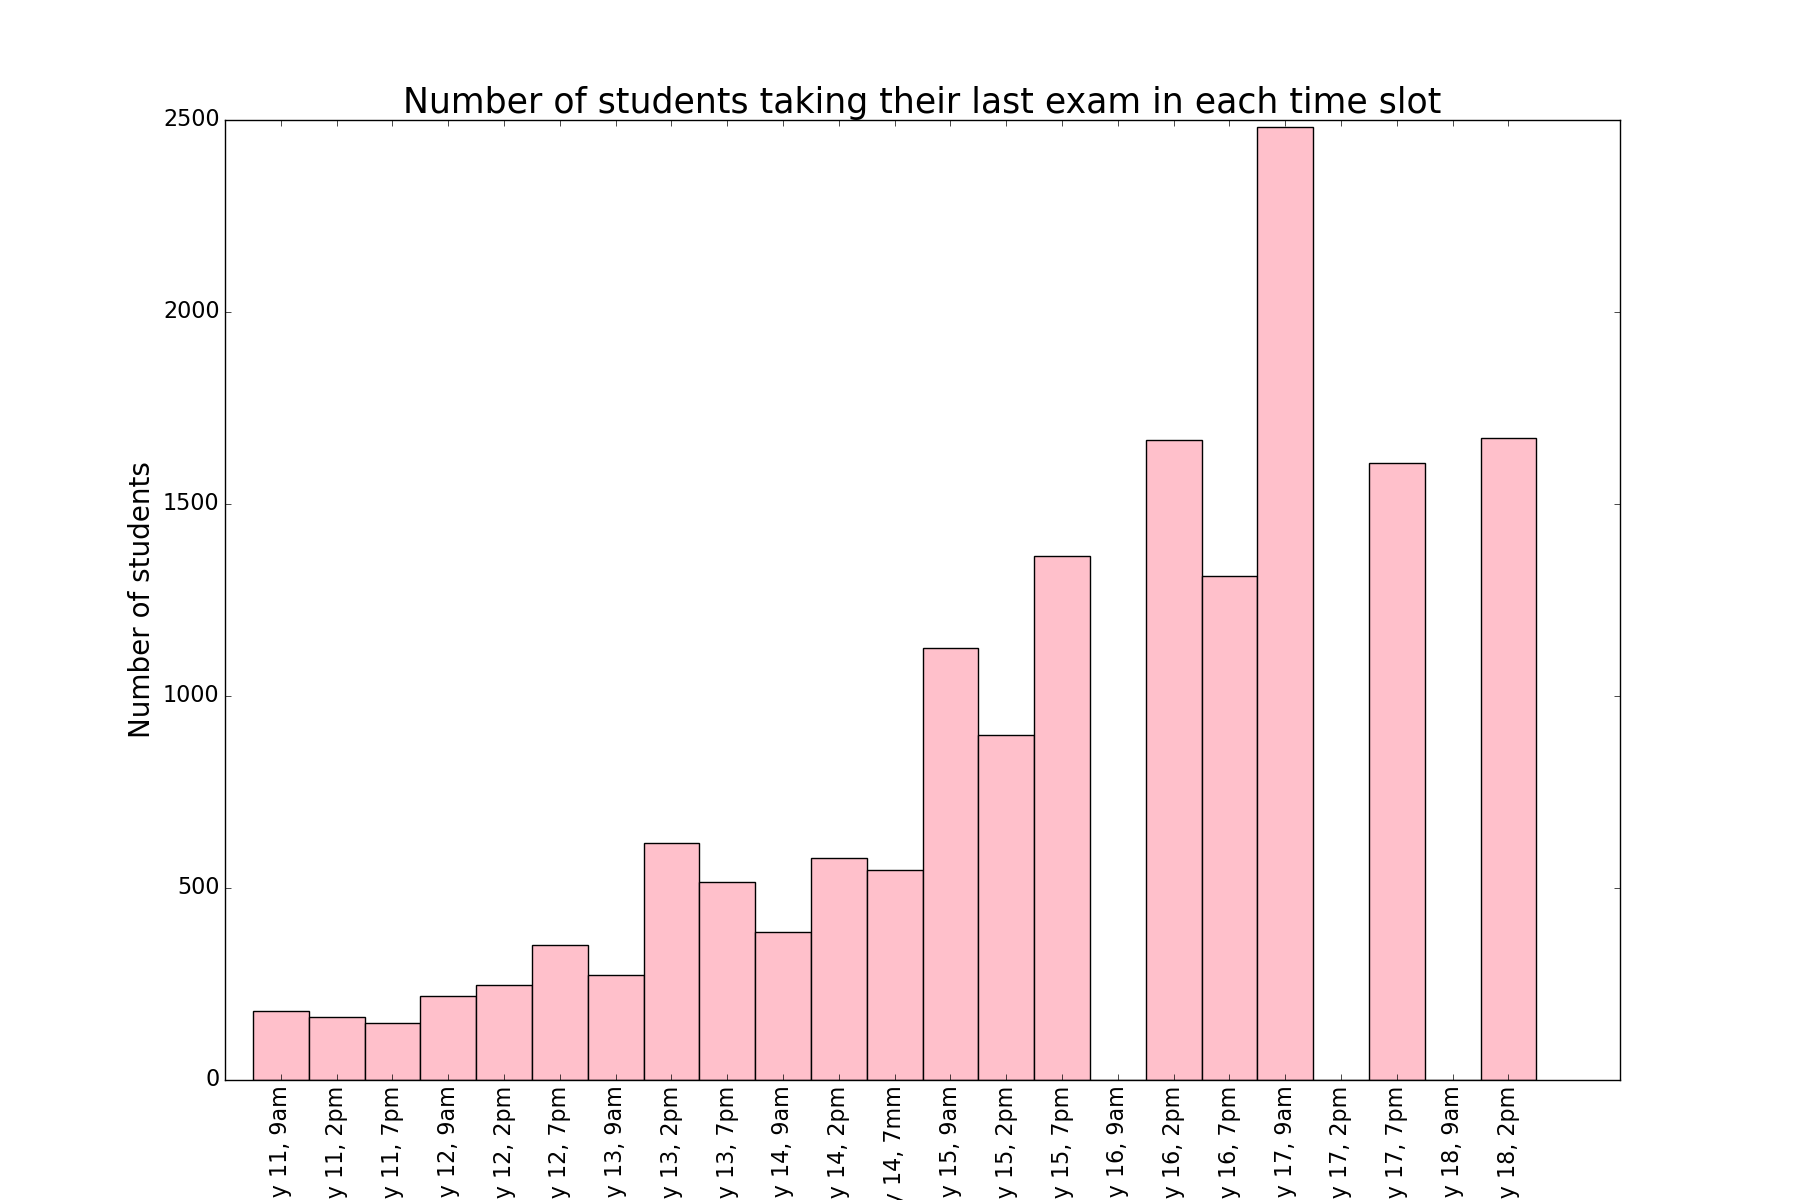 Number of students taking their last exam in each time slot
Number of students
2500
2000
1500
1000
500
0
y 11, 9am
y 11, 2pm
y 11, 7pm
y 12, 9am
y 12, 2pm
y 12, 7pm
y 13, 9am
y 13, 2pm
y 13, 7pm
y 14, 9am
y 14, 2pm
y 14, 7mm
y 15, 9am
y 15, 2pm
y 15, 7pm
y 16, 9am
y 16, 2pm
y 16, 7pm
y 17, 9am
y 17, 2pm
y 17, 7pm
y 18, 9am
y 18, 2pm